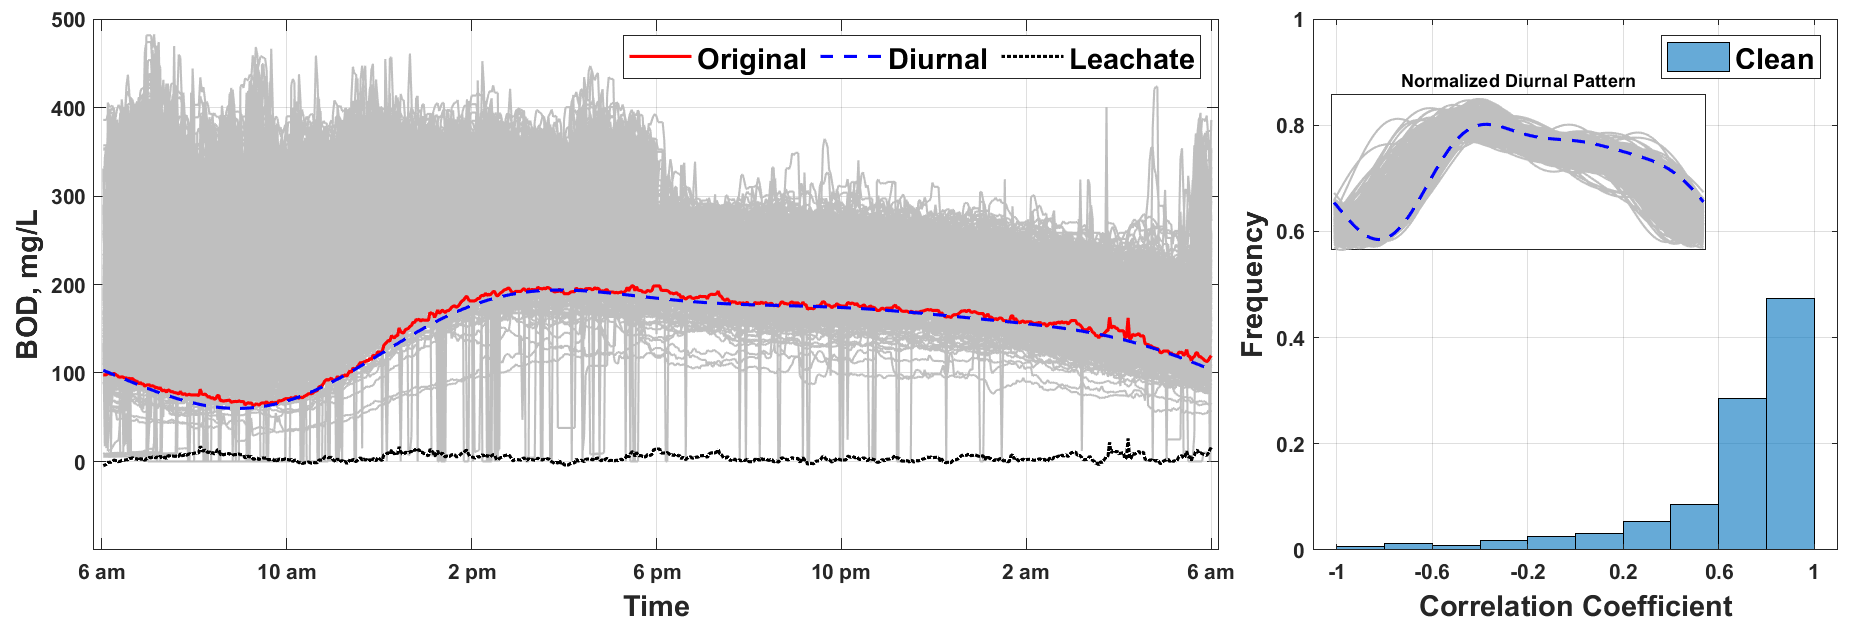 500
400
300
200
100
0
BOD, mg/L
Original Diurnal Leachate
6 am 10 am 2 pm 6 pm 10 pm 2 am 6 am
Time
1
0.8
0.6
0.4
0.2
0
Frequency
Clean
Normalized Diurnal Pattern
-1 -0.6 -0.2 0.2 0.6 1
Correlation Coefficient